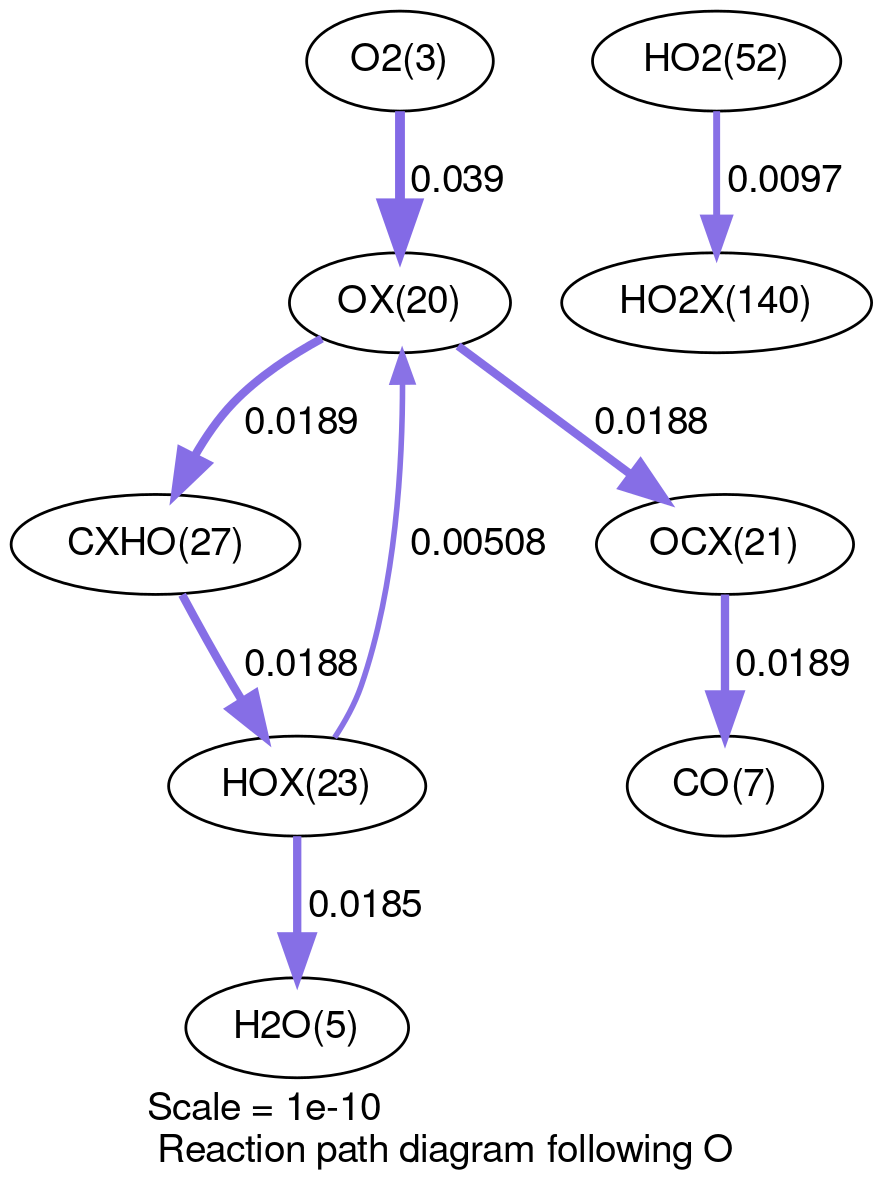 O2(3)
HO2(52)
0.039
0.0097
OX(20)
HO2X(140)
0.0189
0.0188
CXHO(27)
0.00508
OCX(21)
0.0188
0.0189
HOX(23)
CO(7)
0.0185
H2O(5)
Scale = 1e-10
Reaction path diagram following O